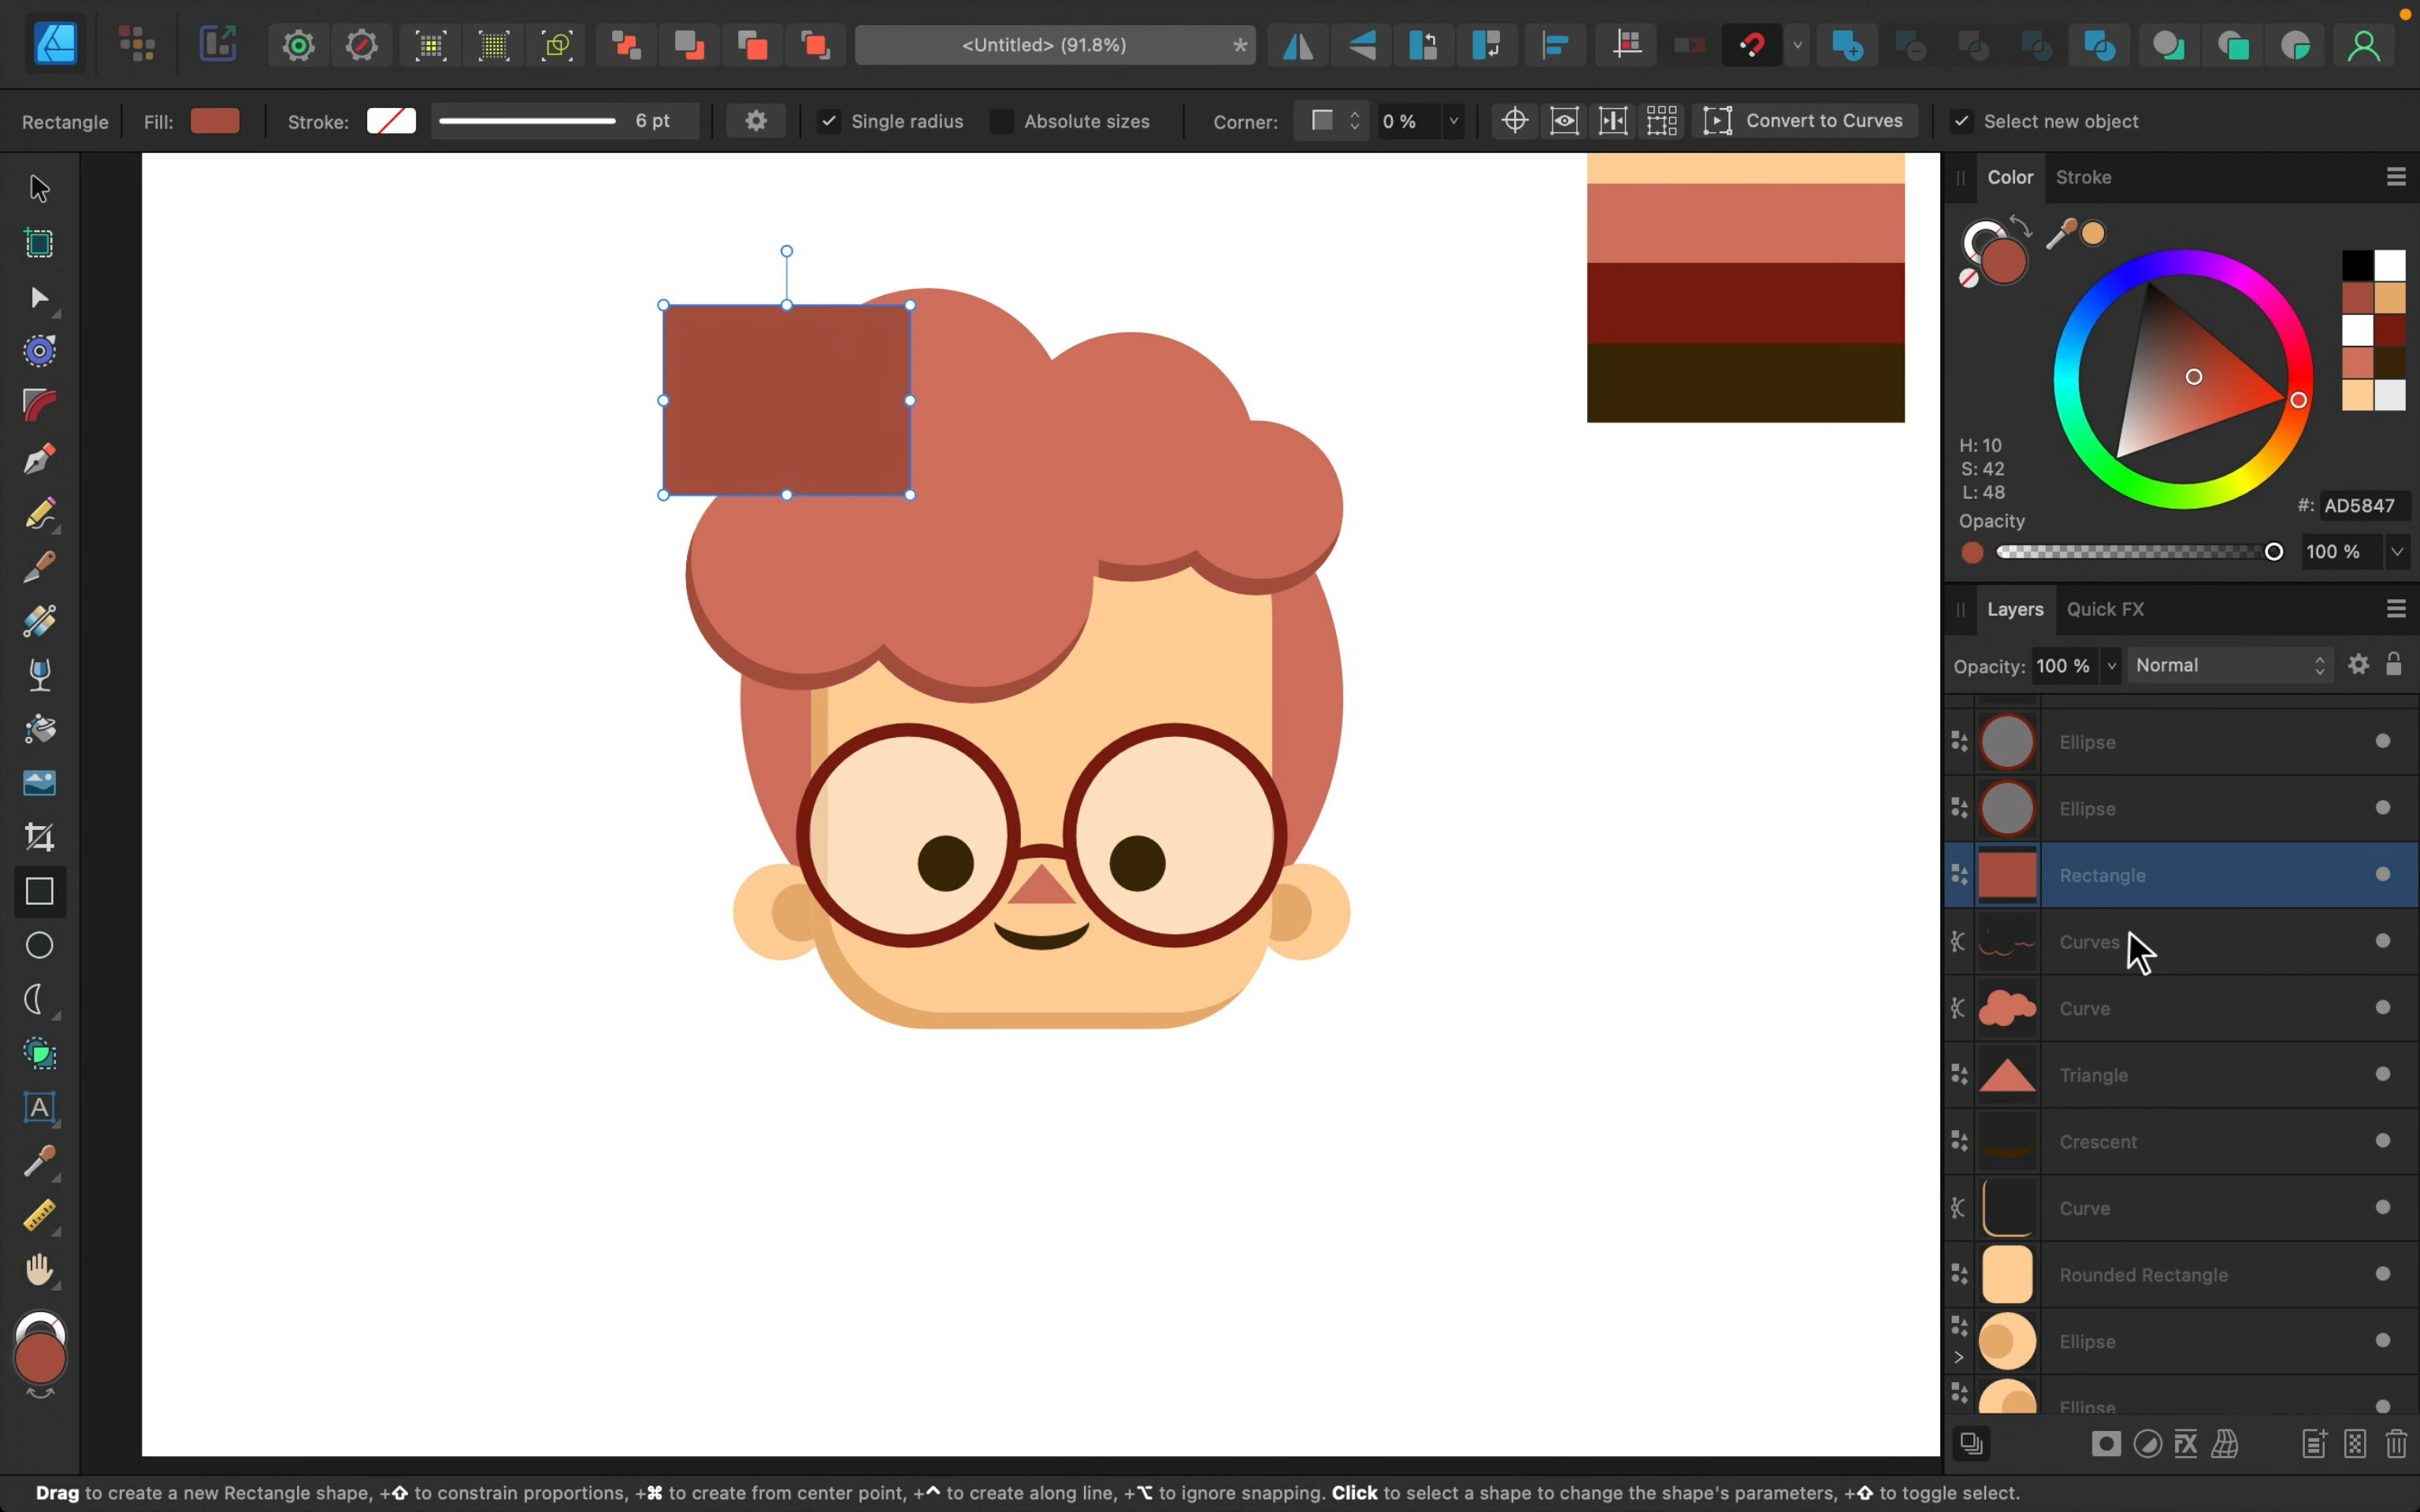 <Untitled> (91.8%) *
Rectangle Fill: Stroke: 6 pt Single radius Absolute sizes Corner: 0 % Convert to Curves Select new object
Color Stroke
H: 10
S: 42
L: 48
#: AD5847
Opacity
100 %
Layers Quick FX
Opacity: 100 % Normal
Ellipse
Ellipse
Rectangle
Curves
Curve
Triangle
Crescent
Curve
Rounded Rectangle
Ellipse
Ellipse
A
FX
Drag to create a new Rectangle shape, +⇧ to constrain proportions, +⌘ to create from center point, +⌃ to create along line, +⌥ to ignore snapping. Click to select a shape to change the shape's parameters, +⇧ to toggle select.